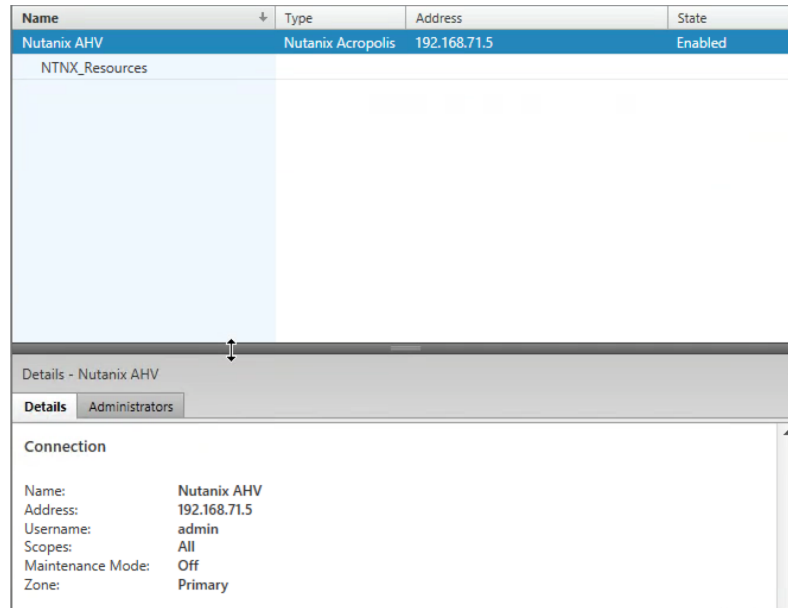 Name Type Address State
Nutanix AHV Nutanix Acropolis 192.168.71.5 Enabled
NTNX_Resources
Details - Nutanix AHV
Details Administrators
Connection
Name: Nutanix AHV
Address: 192.168.71.5
Username: admin
Scopes: All
Maintenance Mode: Off
Zone: Primary